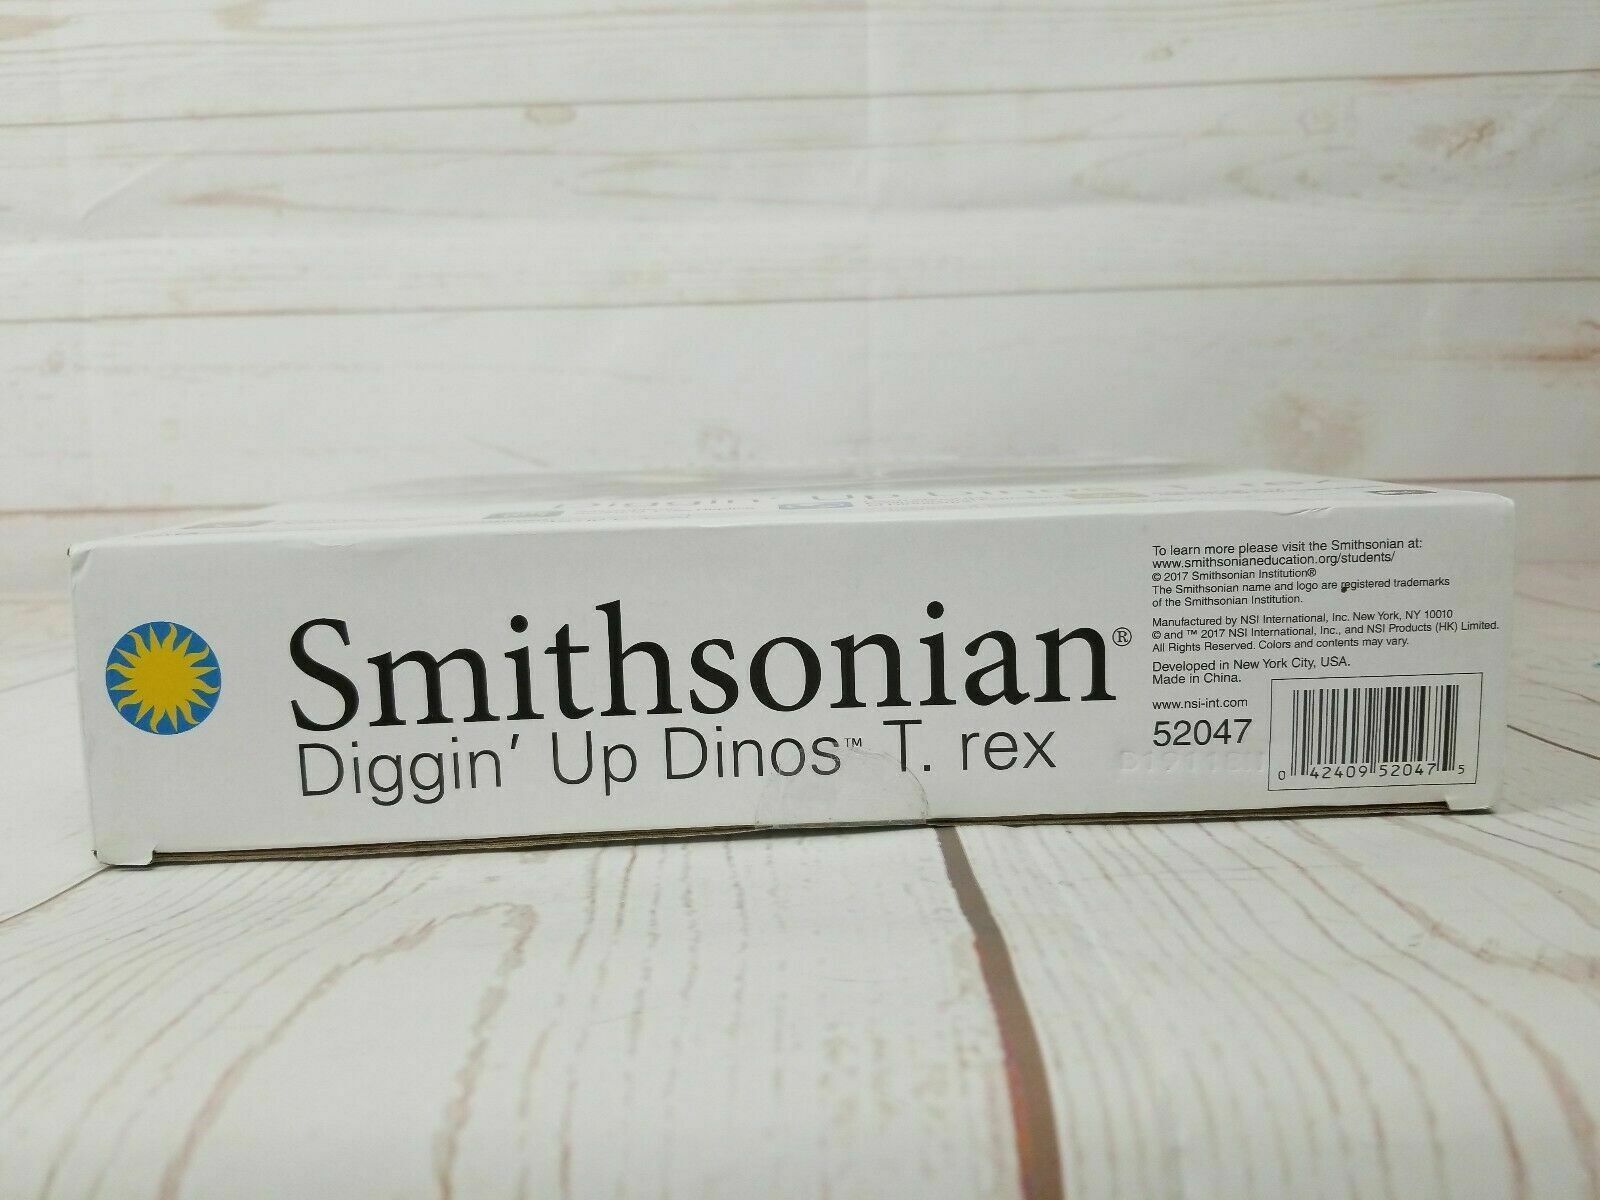 Smithsonian®
Diggin' Up Dinos™ T. rex
To learn more please visit the Smithsonian at:
www.smithsonianeducation.org/students/
© 2017 Smithsonian Institution®
The Smithsonian name and logo are registered trademarks
of the Smithsonian Institution.
Manufactured by NSI International, Inc. New York, NY 10010
© and ™ 2017 NSI International, Inc., and NSI Products (HK) Limited.
All Rights Reserved. Colors and contents may vary.
Developed in New York City, USA.
Made in China.
www.nsi-int.com
52047
0 42409 52047 5